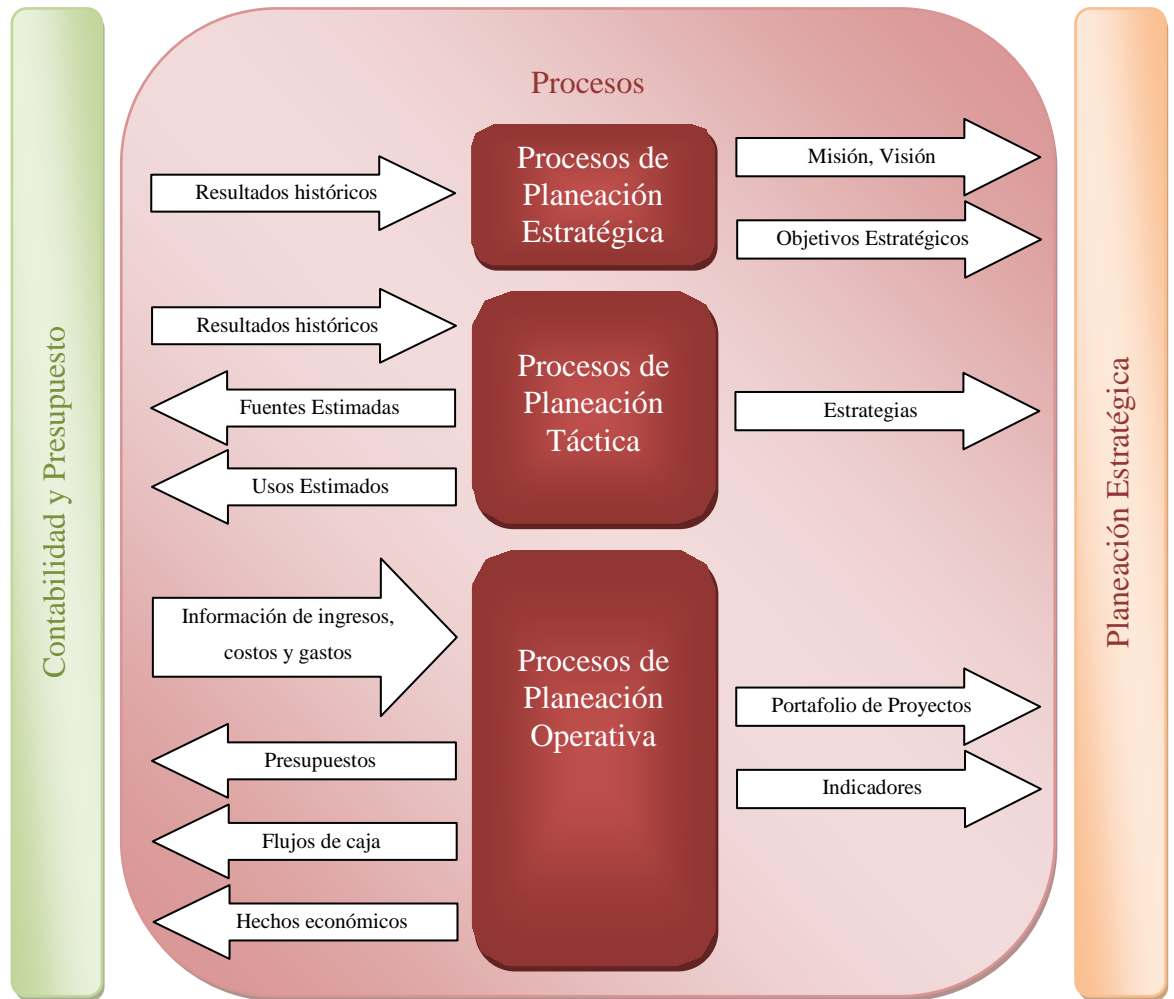 Contabilidad y Presupuesto
Procesos
Resultados históricos
Procesos de
Planeación
Estratégica
Misión, Visión
Objetivos Estratégicos
Resultados históricos
Fuentes Estimadas
Usos Estimados
Procesos de
Planeación
Táctica
Estrategias
Información de ingresos,
costos y gastos
Presupuestos
Flujos de caja
Hechos económicos
Procesos de
Planeación
Operativa
Portafolio de Proyectos
Indicadores
Planeación Estratégica